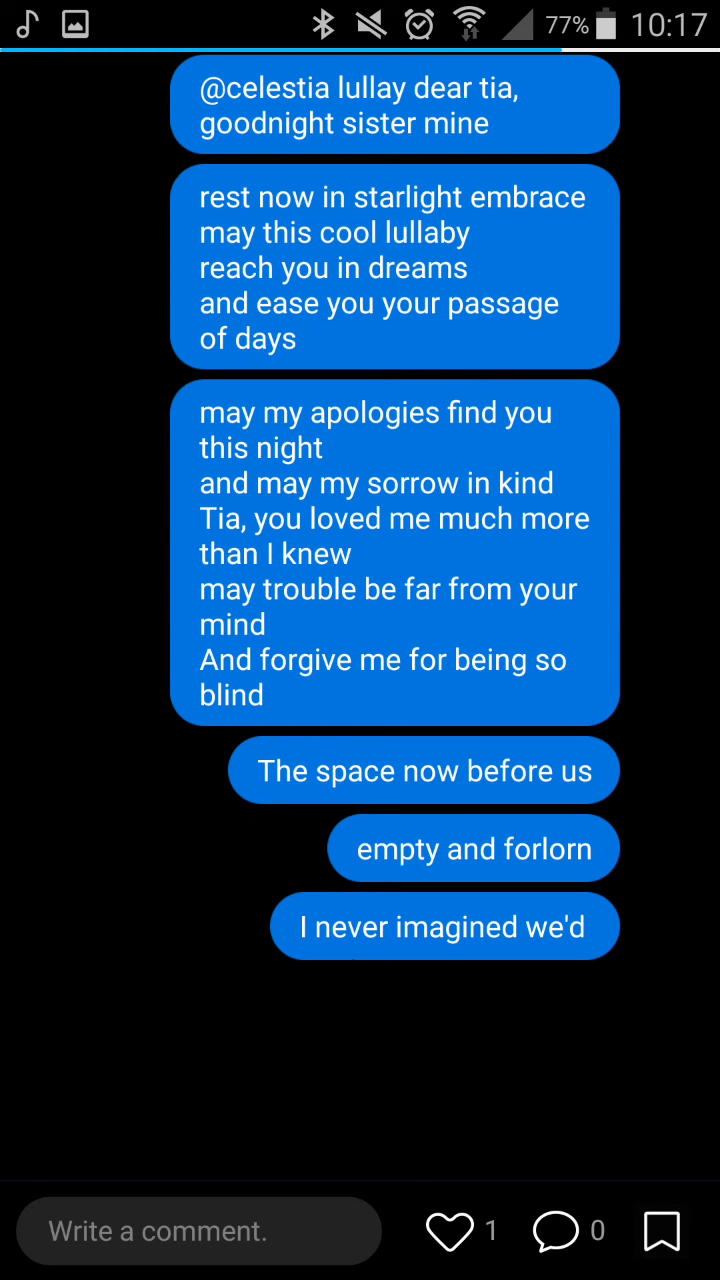 77% 10:17
@celestia lullay dear tia,
goodnight sister mine
rest now in starlight embrace
may this cool lullaby
reach you in dreams
and ease you your passage
of days
may my apologies find you
this night
and may my sorrow in kind
Tia, you loved me much more
than I knew
may trouble be far from your
mind
And forgive me for being so
blind
The space now before us
empty and forlorn
I never imagined we'd
Write a comment. 1 0